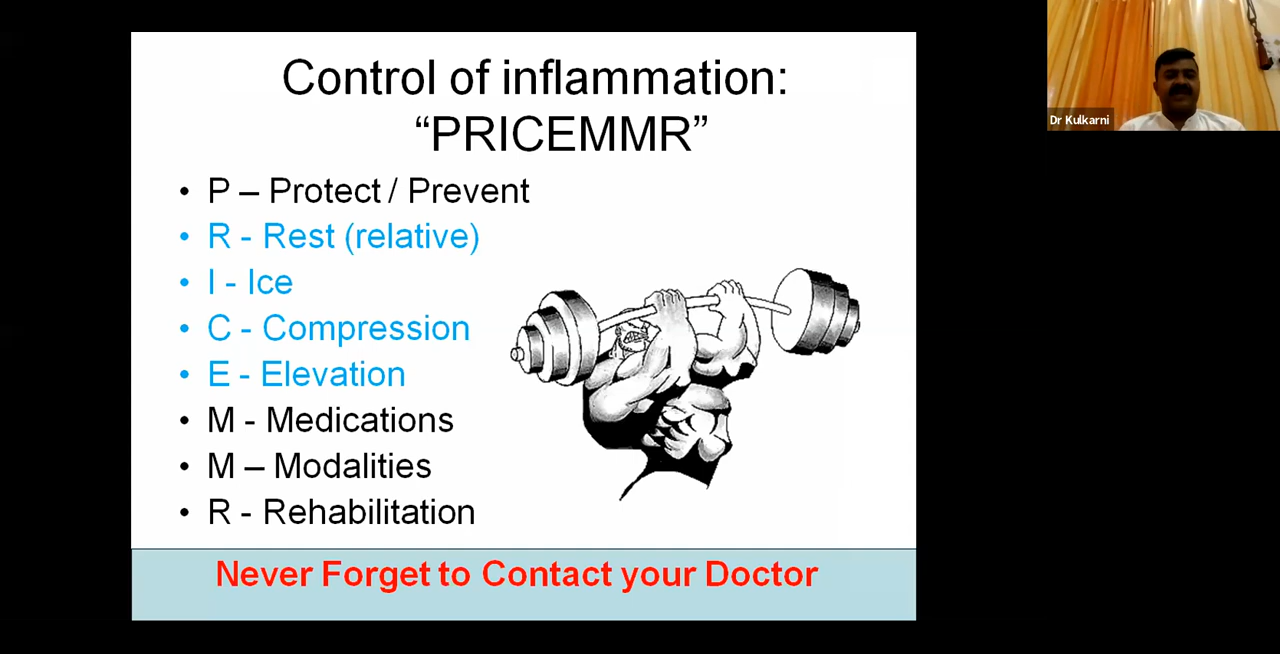 Control of inflammation:
“PRICEMMR”
• P – Protect / Prevent
• R - Rest (relative)
• I - Ice
• C - Compression
• E - Elevation
• M - Medications
• M – Modalities
• R - Rehabilitation
Never Forget to Contact your Doctor
Dr Kulkarni